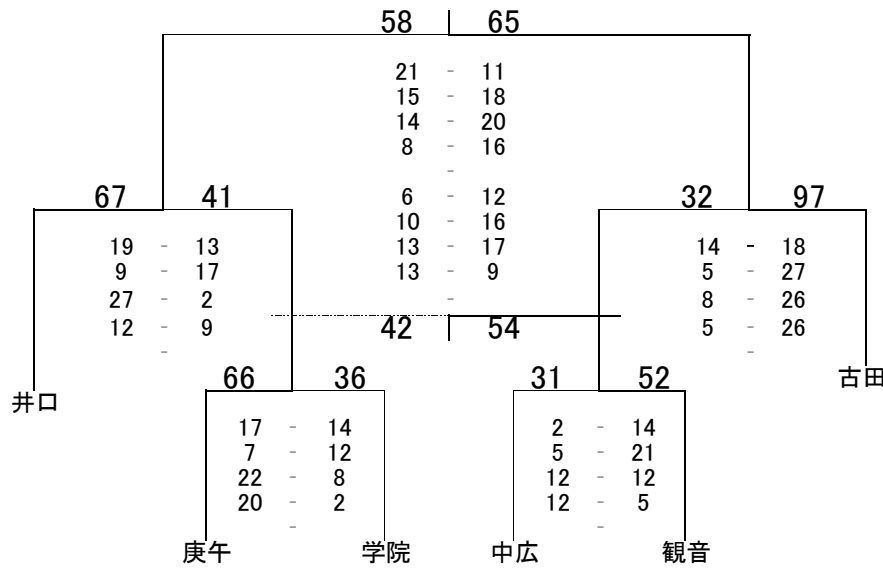 58 65
21 - 11
15 - 18
14 - 20
8 - 16
-
67 41
19 - 13
9 - 17
27 - 2
12 - 9
-
6 - 12
10 - 16
13 - 17
13 - 9
-
42 54
32 97
14 - 18
5 - 27
8 - 26
5 - 26
-
井口
66 36
17 - 14
7 - 12
22 - 8
20 - 2
-
31 52
2 - 14
5 - 21
12 - 12
12 - 5
-
古田
庚午 学院 中広 観音